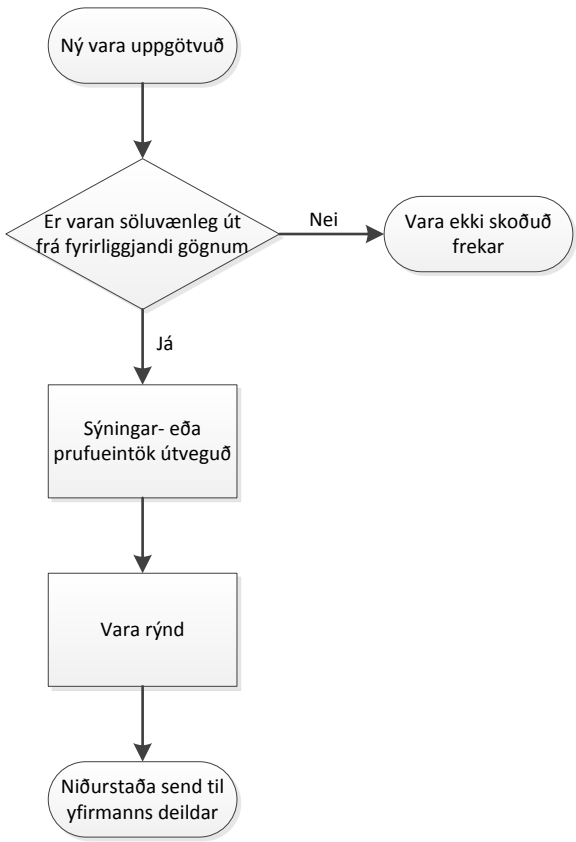 Ný vara uppgötvuð
Er varan söluvænleg út
frá fyrirliggjandi gögnum
Nei
Vara ekki skoðuð
frekar
Já
Sýningar- eða
prufueintök útveguð
Vara rýnd
Niðurstaða send til
yfirmanns deildar